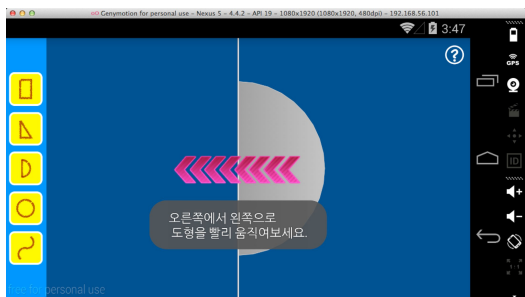 Genymotion for personal use - Nexus 5 - 4.4.2 - API 19 - 1080x1920 (1080x1920, 480dpi) - 192.168.56.101
3:47
?
GPS
ID
오른쪽에서 왼쪽으로
도형을 빨리 움직여보세요.
1:1
free for personal use